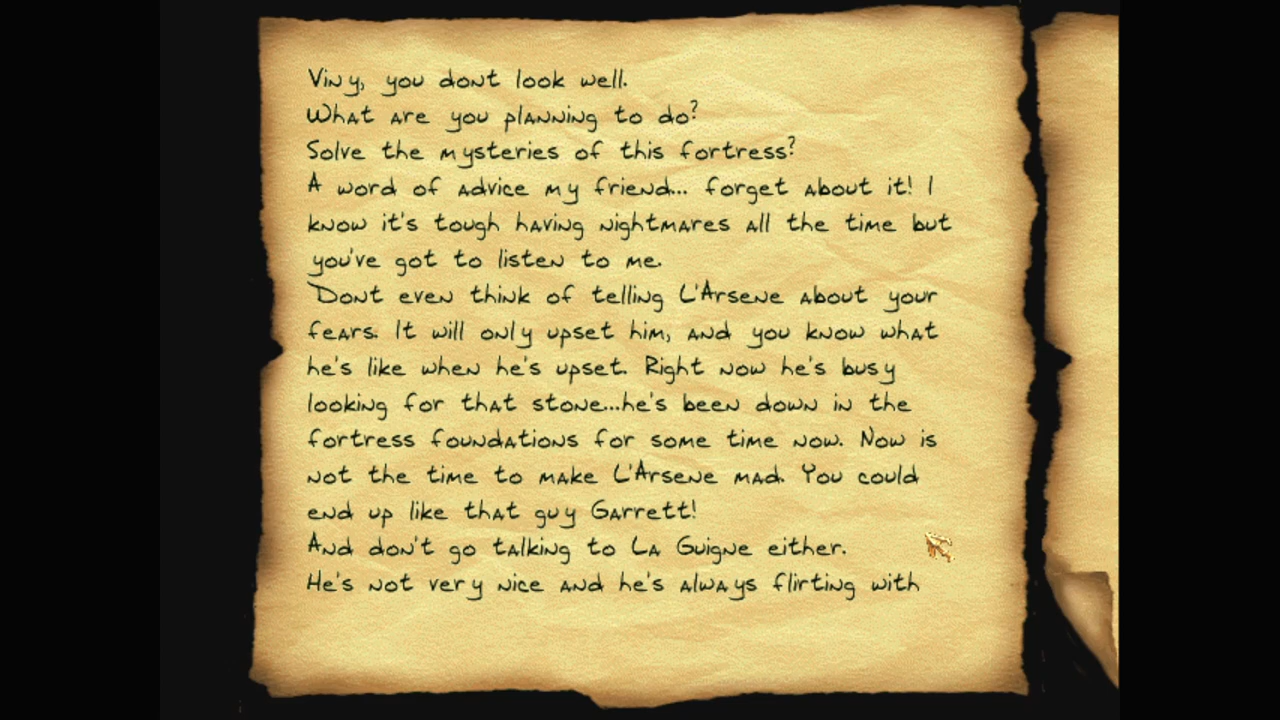 Viny, you dont look well.
What are you planning to do?
Solve the mysteries of this fortress?
A word of advice my friend... forget about it! I
know it's tough having nightmares all the time but
you've got to listen to me.
Dont even think of telling L'Arsene about your
fears. It will only upset him, and you know what
he's like when he's upset. Right now he's busy
looking for that stone...he's been down in the
fortress foundations for some time now. Now is
not the time to make L'Arsene mad. You could
end up like that guy Garrett!
And don't go talking to La Guigne either.
He's not very nice and he's always flirting with